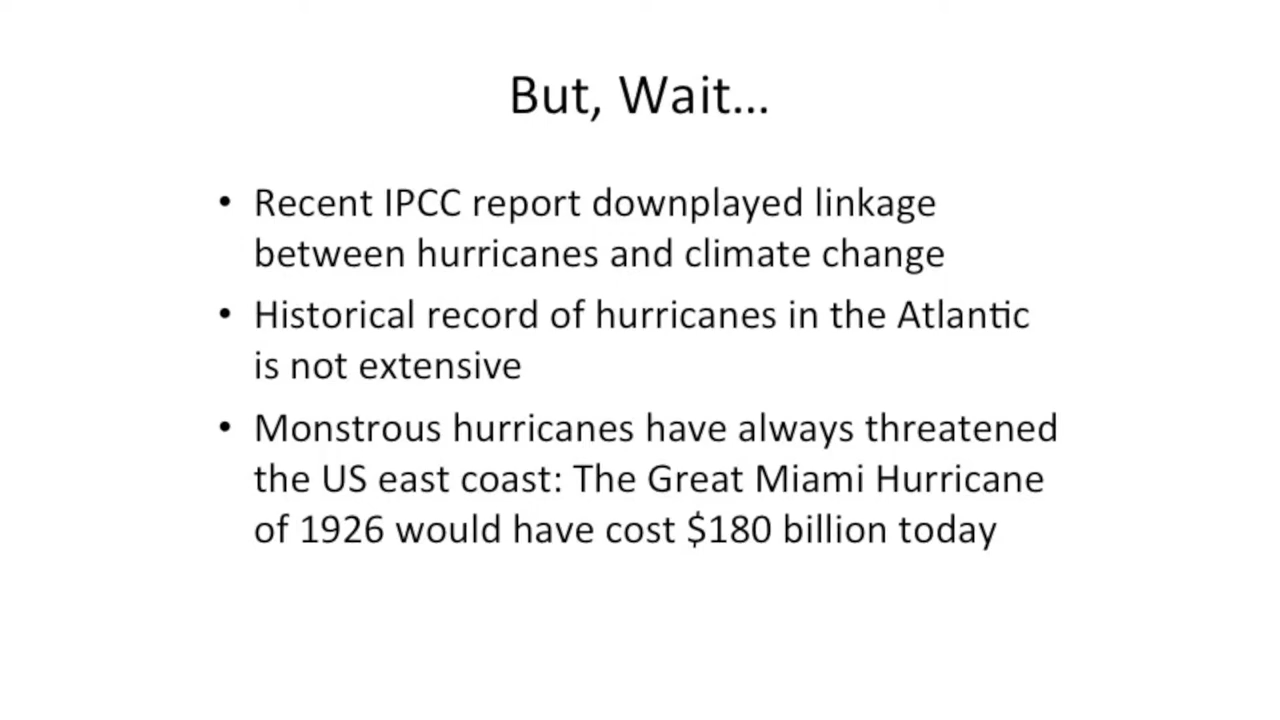 But, Wait...
• Recent IPCC report downplayed linkage
between hurricanes and climate change
• Historical record of hurricanes in the Atlantic
is not extensive
• Monstrous hurricanes have always threatened
the US east coast: The Great Miami Hurricane
of 1926 would have cost $180 billion today